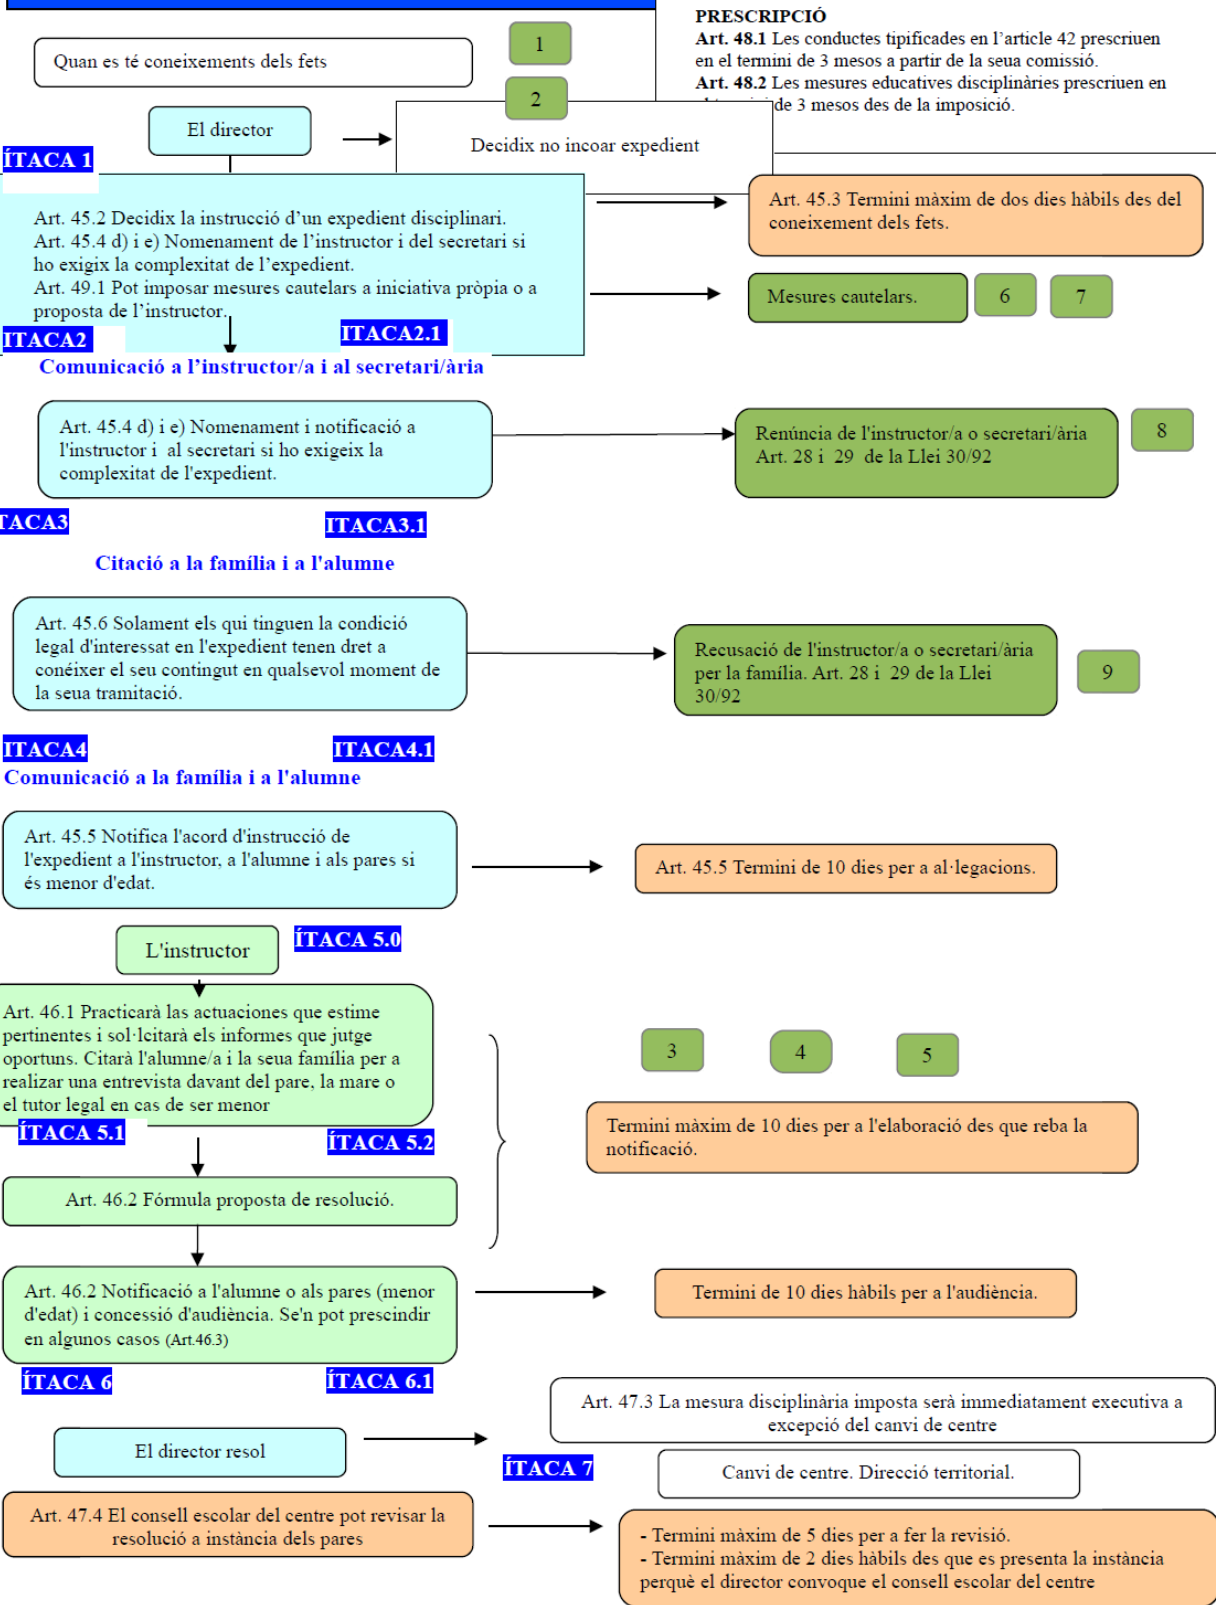 PRESCRIPCIÓ
Art. 48.1 Les conductes tipificades en l'article 42 prescriuen
en el termini de 3 mesos a partir de la seua comissió.
Art. 48.2 Les mesures educatives disciplinàries prescriuen en
de 3 mesos des de la imposició.
Quan es té coneixements dels fets
1
2
El director
Decidix no incoar expedient
ÍTACA 1
Art. 45.2 Decidix la instrucció d'un expedient disciplinari.
Art. 45.4 d) i e) Nomenament de l'instructor i del secretari si
ho exigix la complexitat de l'expedient.
Art. 49.1 Pot imposar mesures cautelars a iniciativa pròpia o a
proposta de l'instructor.
Art. 45.3 Termini màxim de dos dies hàbils des del
coneixement dels fets.
Mesures cautelars.
6
7
ITACA2
ITACA2.1
Comunicació a l'instructor/a i al secretari/ària
Art. 45.4 d) i e) Nomenament i notificació a
l'instructor i al secretari si ho exigeix la
complexitat de l'expedient.
Renúncia de l'instructor/a o secretari/ària
Art. 28 i 29 de la Llei 30/92
8
TACA3
ITACA3.1
Citació a la família i a l'alumne
Art. 45.6 Solament els qui tinguen la condició
legal d'interessat en l'expedient tenen dret a
conéixer el seu contingut en qualsevol moment de
la seua tramitació.
Recusació de l'instructor/a o secretari/ària
per la família. Art. 28 i 29 de la Llei
30/92
9
ITACA4
ITACA4.1
Comunicació a la família i a l'alumne
Art. 45.5 Notifica l'acord d'instrucció de
l'expedient a l'instructor, a l'alumne i als pares si
és menor d'edat.
Art. 45.5 Termini de 10 dies per a al·legacions.
L'instructor
ÍTACA 5.0
Art. 46.1 Practicarà las actuaciones que estime
pertinentes i sol·lcitarà els informes que jutge
oportuns. Citarà l'alumne/a i la seua família per a
realizar una entrevista davant del pare, la mare o
el tutor legal en cas de ser menor
3
4
5
Termini màxim de 10 dies per a l'elaboració des que reba la
notificació.
ÍTACA 5.1
ÍTACA 5.2
Art. 46.2 Fórmula proposta de resolució.
Art. 46.2 Notificació a l'alumne o als pares (menor
d'edat) i concessió d'audiència. Se'n pot prescindir
en algunos casos (Art.46.3)
Termini de 10 dies hàbils per a l'audiència.
ÍTACA 6
ÍTACA 6.1
Art. 47.3 La mesura disciplinària imposta serà immediatament executiva a
excepció del canvi de centre
El director resol
ÍTACA 7
Canvi de centre. Direcció territorial.
Art. 47.4 El consell escolar del centre pot revisar la
resolució a instància dels pares
- Termini màxim de 5 dies per a fer la revisió.
- Termini màxim de 2 dies hàbils des que es presenta la instància
perquè el director convoque el consell escolar del centre